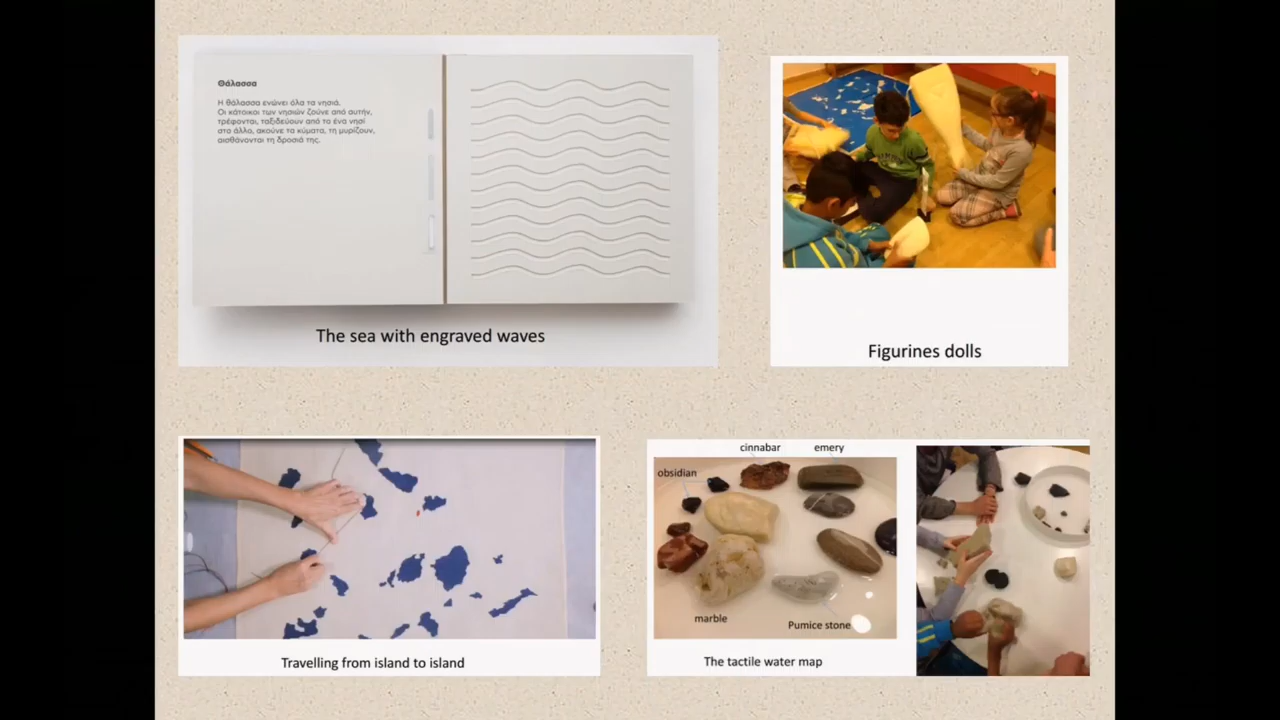 Θάλασσα
Η θάλασσα ενώνει όλα τα νησιά.
Οι κάτοικοι των νησιών ζούνε από αυτήν,
τρέφονται, ταξιδεύουν από το ένα νησί
στο άλλο, ακούνε τα κύματα, τη μυρίζουν,
αισθάνονται τη δροσιά της.
The sea with engraved waves
Figurines dolls
Travelling from island to island
cinnabar
emery
obsidian
marble
Pumice stone
The tactile water map